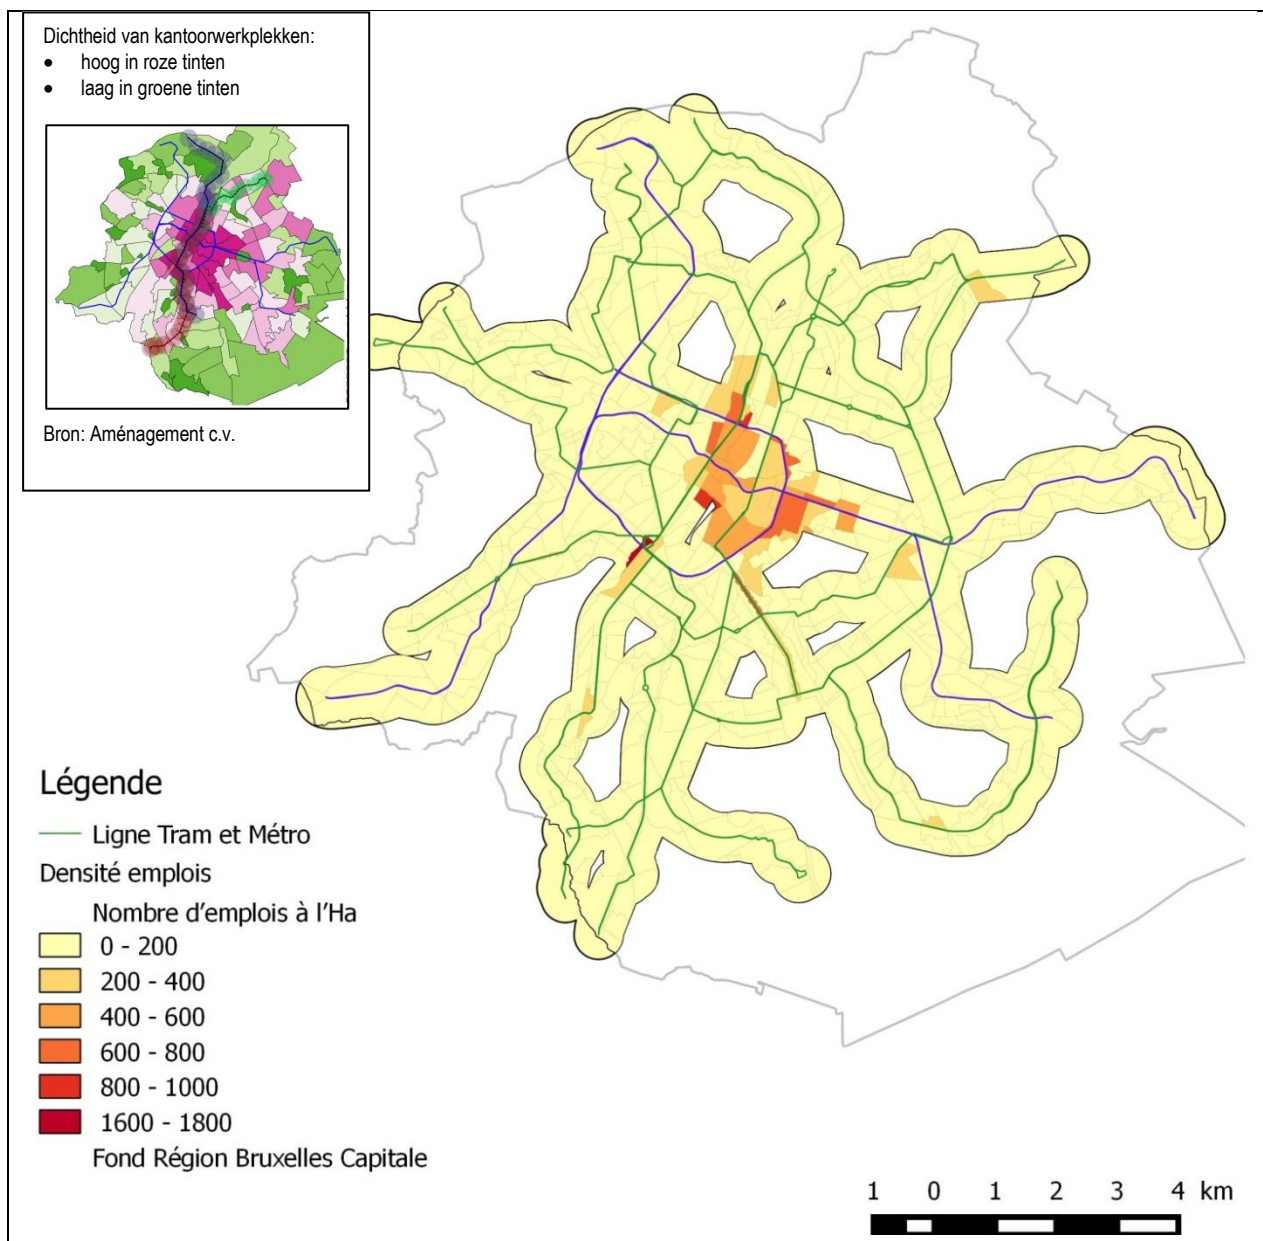 Dichtheid van kantoorwerkplekken:
• hoog in roze tinten
• laag in groene tinten
Bron: Aménagement c.v.
Légende
Ligne Tram et Métro
Densité emplois
Nombre d'emplois à l'Ha
0 - 200
200 - 400
400 - 600
600 - 800
800 - 1000
1600 - 1800
Fond Région Bruxelles Capitale
1 0 1 2 3 4 km